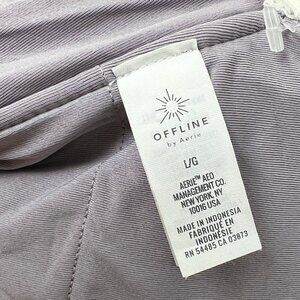 OFFLINE
by Aerie
L/G
AERIE™ AEO
MANAGEMENT CO.
NEW YORK, NY
10016 USA
MADE IN INDONESIA
FABRIQUÉ EN
INDONÉSIE
RN 54485 CA 03873